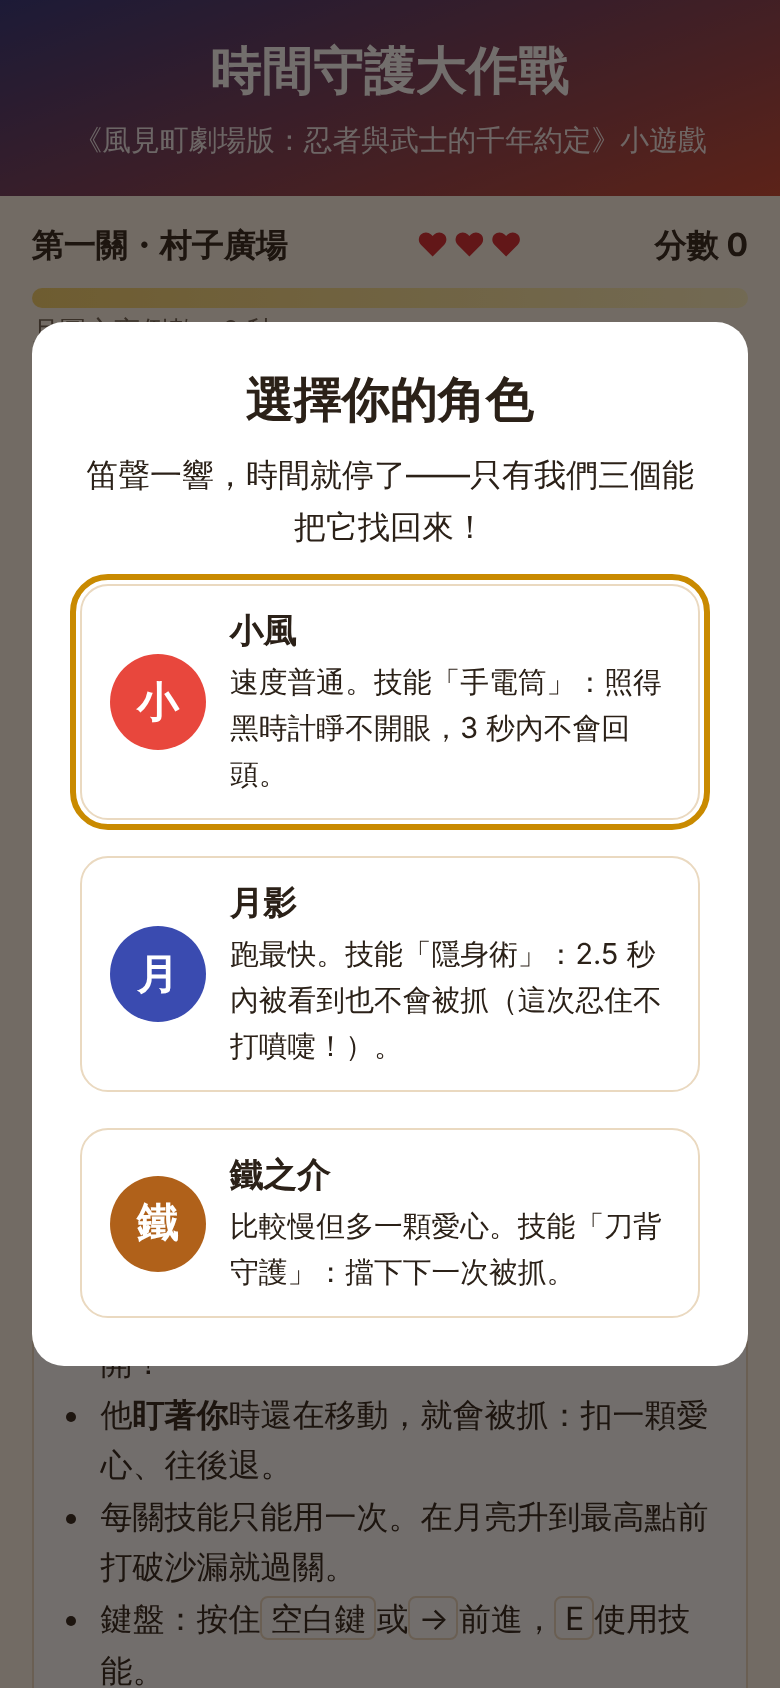 時間守護大作戰
《風見町劇場版：忍者與武士的千年約定》小遊戲
第一關・村子廣場
分數 0
選擇你的角色
笛聲一響，時間就停了——只有我們三個能
把它找回來！
小
小風
速度普通。技能「手電筒」：照得
黑時計睜不開眼，3 秒內不會回
頭。
月
月影
跑最快。技能「隱身術」：2.5 秒
內被看到也不會被抓（這次忍住不
打噴嚏！）。
鐵
鐵之介
比較慢但多一顆愛心。技能「刀背
守護」：擋下下一次被抓。
開！
他盯著你時還在移動，就會被抓：扣一顆愛
心、往後退。
每關技能只能用一次。在月亮升到最高點前
打破沙漏就過關。
鍵盤：按住 空白鍵 或 → 前進，E 使用技
能。